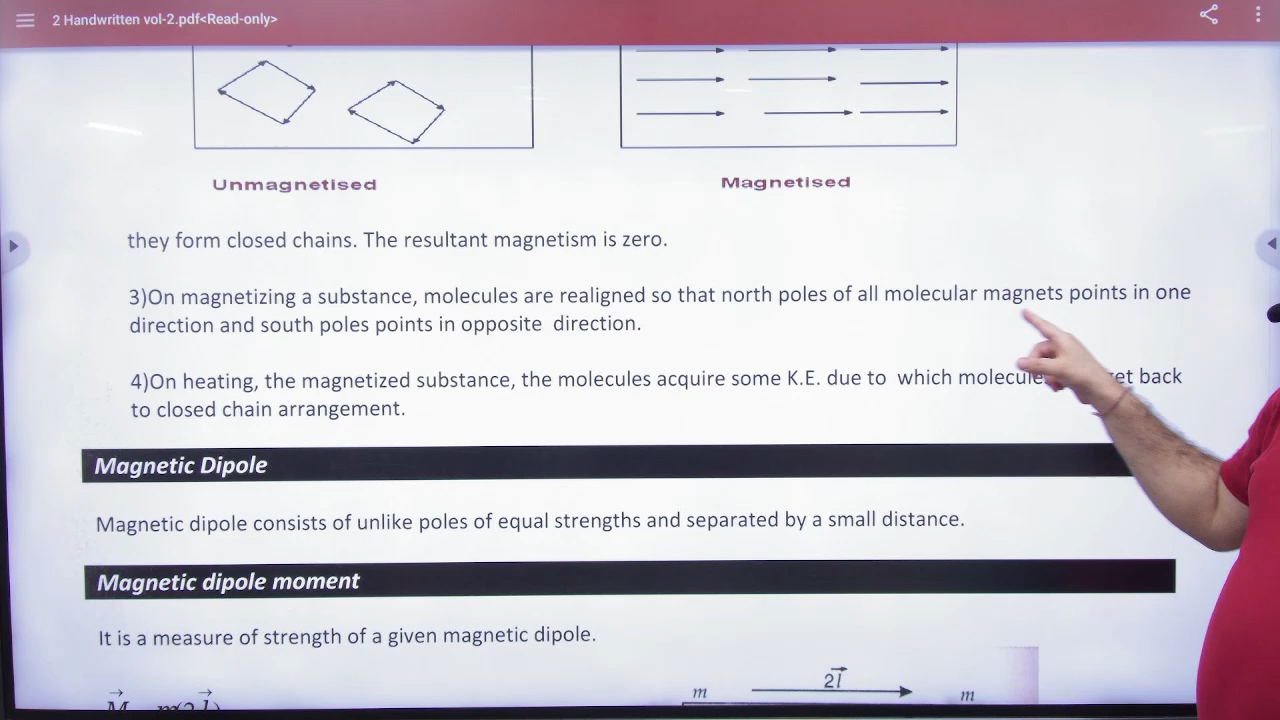 2 Handwritten vol-2.pdf<Read-only>
Unmagnetised
Magnetised
they form closed chains. The resultant magnetism is zero.
3)On magnetizing a substance, molecules are realigned so that north poles of all molecular magnets points in one
direction and south poles points in opposite direction.
4)On heating, the magnetized substance, the molecules acquire some K.E. due to which back
to closed chain arrangement.
Magnetic Dipole
Magnetic dipole consists of unlike poles of equal strengths and separated by a small distance.
Magnetic dipole moment
It is a measure of strength of a given magnetic dipole.
m 2l m